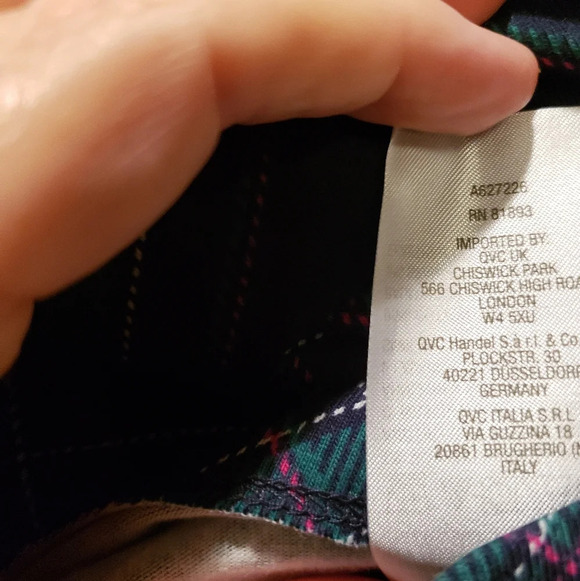 A627226
RN 81893
IMPORTED BY:
QVC UK
CHISWICK PARK
566 CHISWICK HIGH ROA
LONDON
W4 5XU
QVC Handel S.à r.l. & Co
PLOCKSTR. 30
40221 DÜSSELDORF
GERMANY
QVC ITALIA S.R.L
VIA GUZZINA 18
20861 BRUGHERIO (M
ITALY